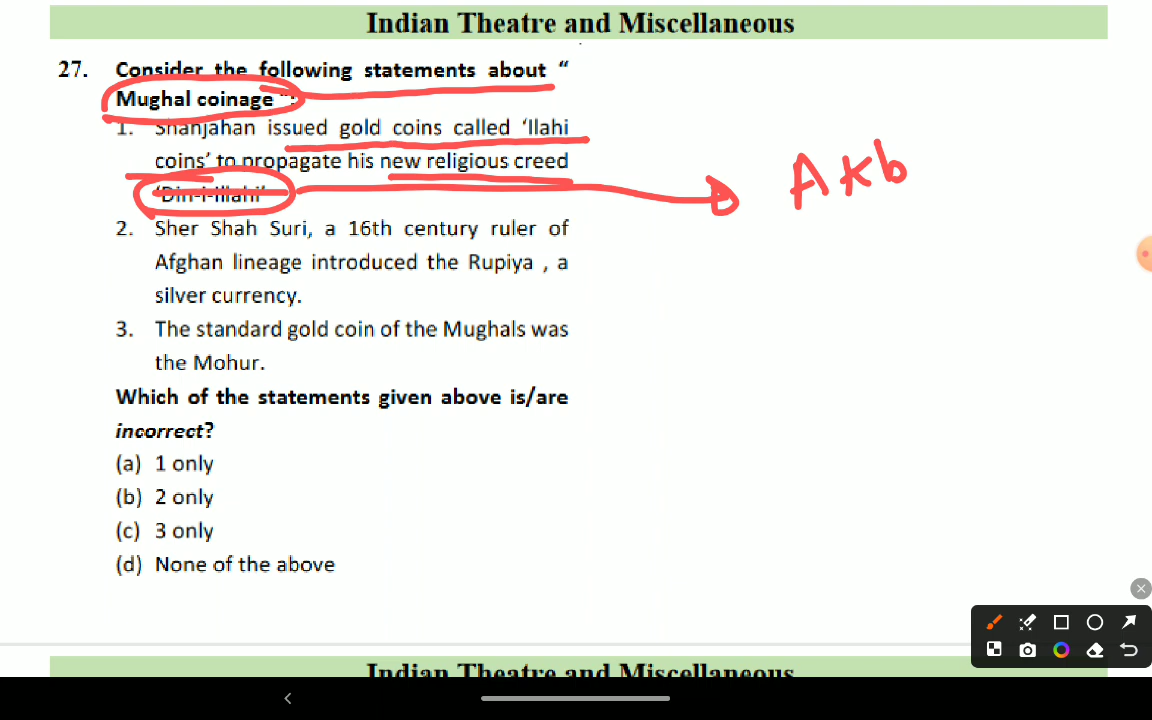 Indian Theatre and Miscellaneous
27. Consider the following statements about “
Mughal coinage ”:
1. Shahjahan issued gold coins called ‘Ilahi
coins’ to propagate his new religious creed
‘Din-i-Illahi’
2. Sher Shah Suri, a 16th century ruler of
Afghan lineage introduced the Rupiya , a
silver currency.
3. The standard gold coin of the Mughals was
the Mohur.
Which of the statements given above is/are
incorrect?
(a) 1 only
(b) 2 only
(c) 3 only
(d) None of the above
AKb
Indian Theatre and Miscellaneous